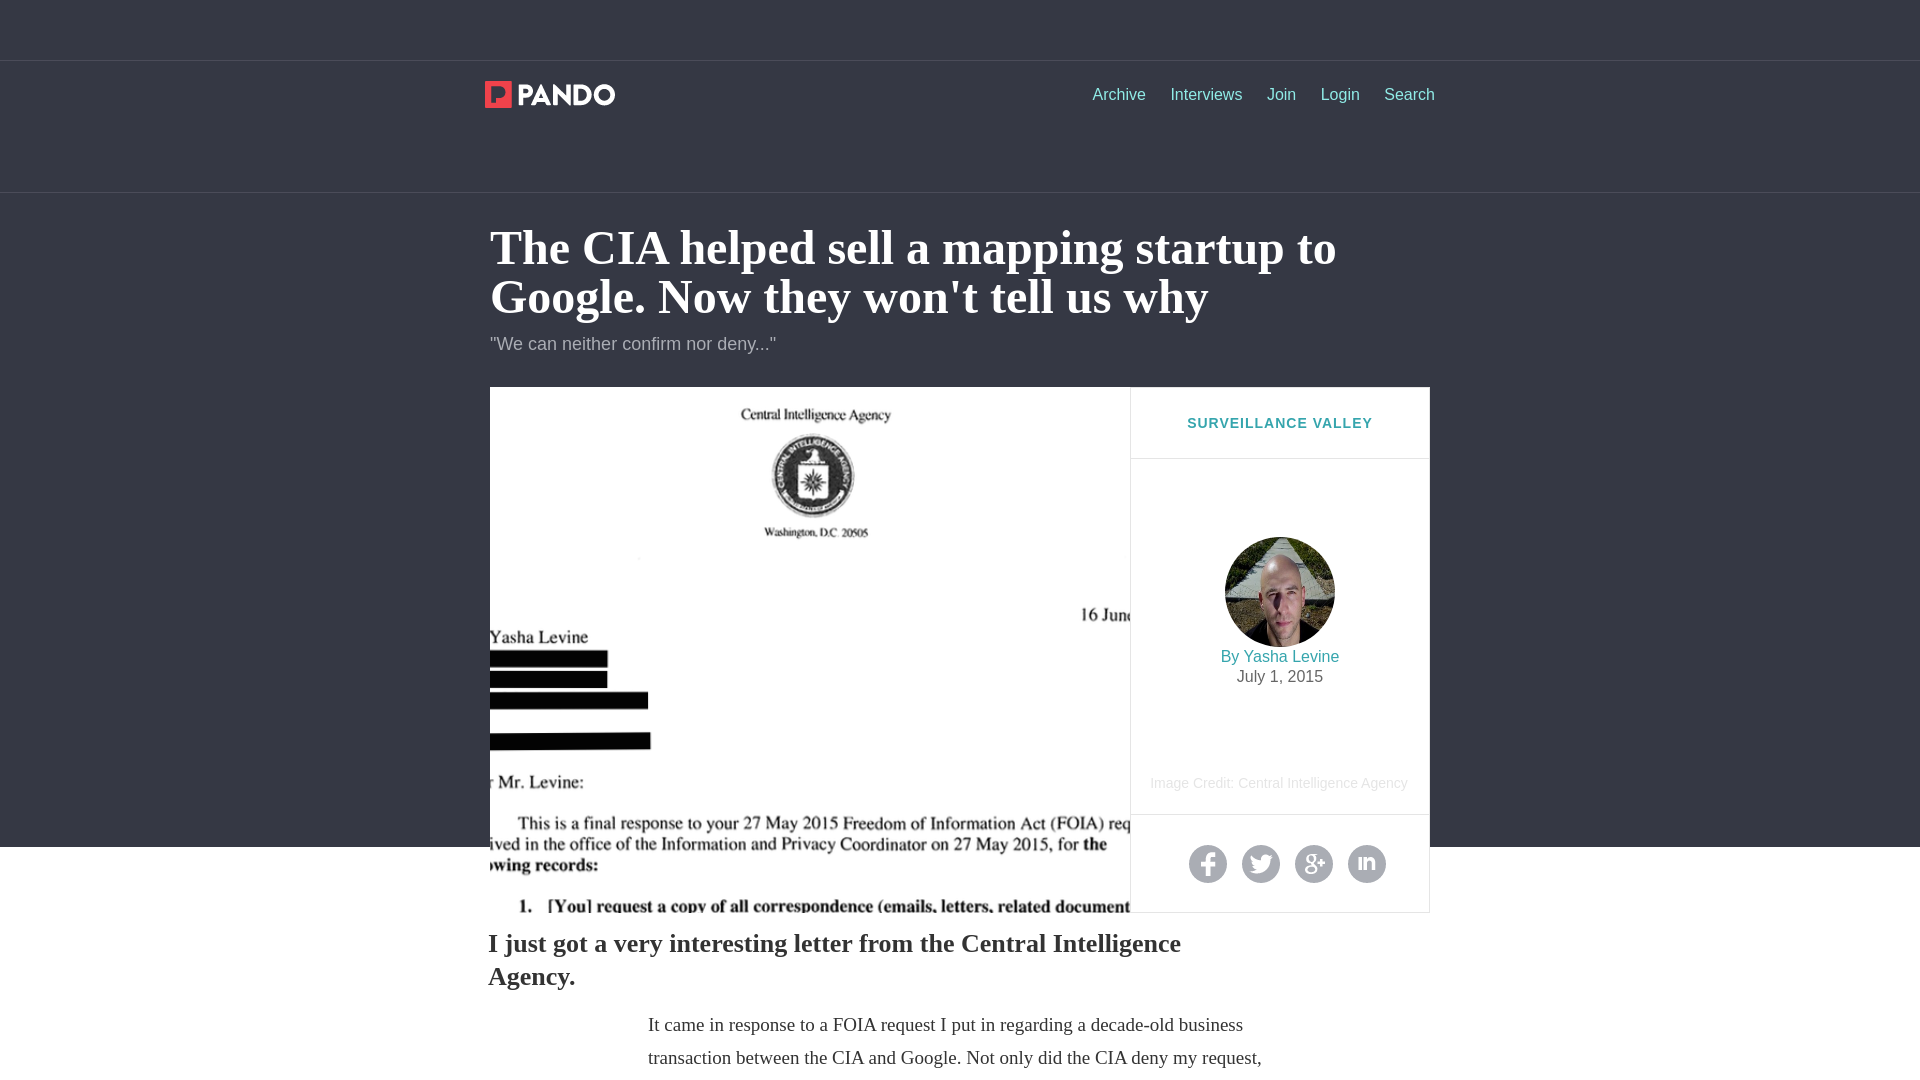 PANDO
Archive Interviews Join Login Search
The CIA helped sell a mapping startup to
Google. Now they won't tell us why
"We can neither confirm nor deny..."
Central Intelligence Agency
CENTRAL INTELLIGENCE AGENCY
Washington, D.C. 20505
16 June
Yasha Levine
r Mr. Levine:
This is a final response to your 27 May 2015 Freedom of Information Act (FOIA) req
ived in the office of the Information and Privacy Coordinator on 27 May 2015, for the
owing records:
1. [You] request a copy of all correspondence (emails, letters, related document
SURVEILLANCE VALLEY
By Yasha Levine
July 1, 2015
Image Credit: Central Intelligence Agency
I just got a very interesting letter from the Central Intelligence
Agency.
It came in response to a FOIA request I put in regarding a decade-old business
transaction between the CIA and Google. Not only did the CIA deny my request,